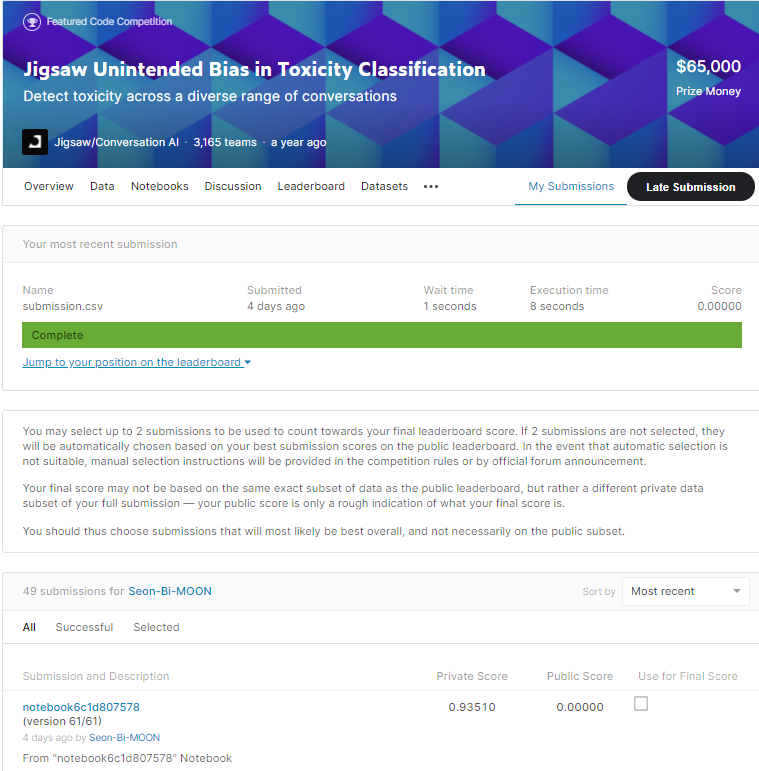 Featured Code Competition
Jigsaw Unintended Bias in Toxicity Classification
$65,000
Detect toxicity across a diverse range of conversations
Prize Money
Jigsaw/Conversation AI · 3,165 teams · a year ago
Overview Data Notebooks Discussion Leaderboard Datasets ••• My Submissions Late Submission
Your most recent submission
Name Submitted Wait time Execution time Score
submission.csv 4 days ago 1 seconds 8 seconds 0.00000
Complete
Jump to your position on the leaderboard
You may select up to 2 submissions to be used to count towards your final leaderboard score. If 2 submissions are not selected, they
will be automatically chosen based on your best submission scores on the public leaderboard. In the event that automatic selection is
not suitable, manual selection instructions will be provided in the competition rules or by official forum announcement.
Your final score may not be based on the same exact subset of data as the public leaderboard, but rather a different private data
subset of your full submission — your public score is only a rough indication of what your final score is.
You should thus choose submissions that will most likely be best overall, and not necessarily on the public subset.
49 submissions for Seon-Bi-MOON Sort by Most recent
All Successful Selected
Submission and Description Private Score Public Score Use for Final Score
notebook6c1d807578 0.93510 0.00000
(version 61/61)
4 days ago by Seon-Bi-MOON
From "notebook6c1d807578" Notebook